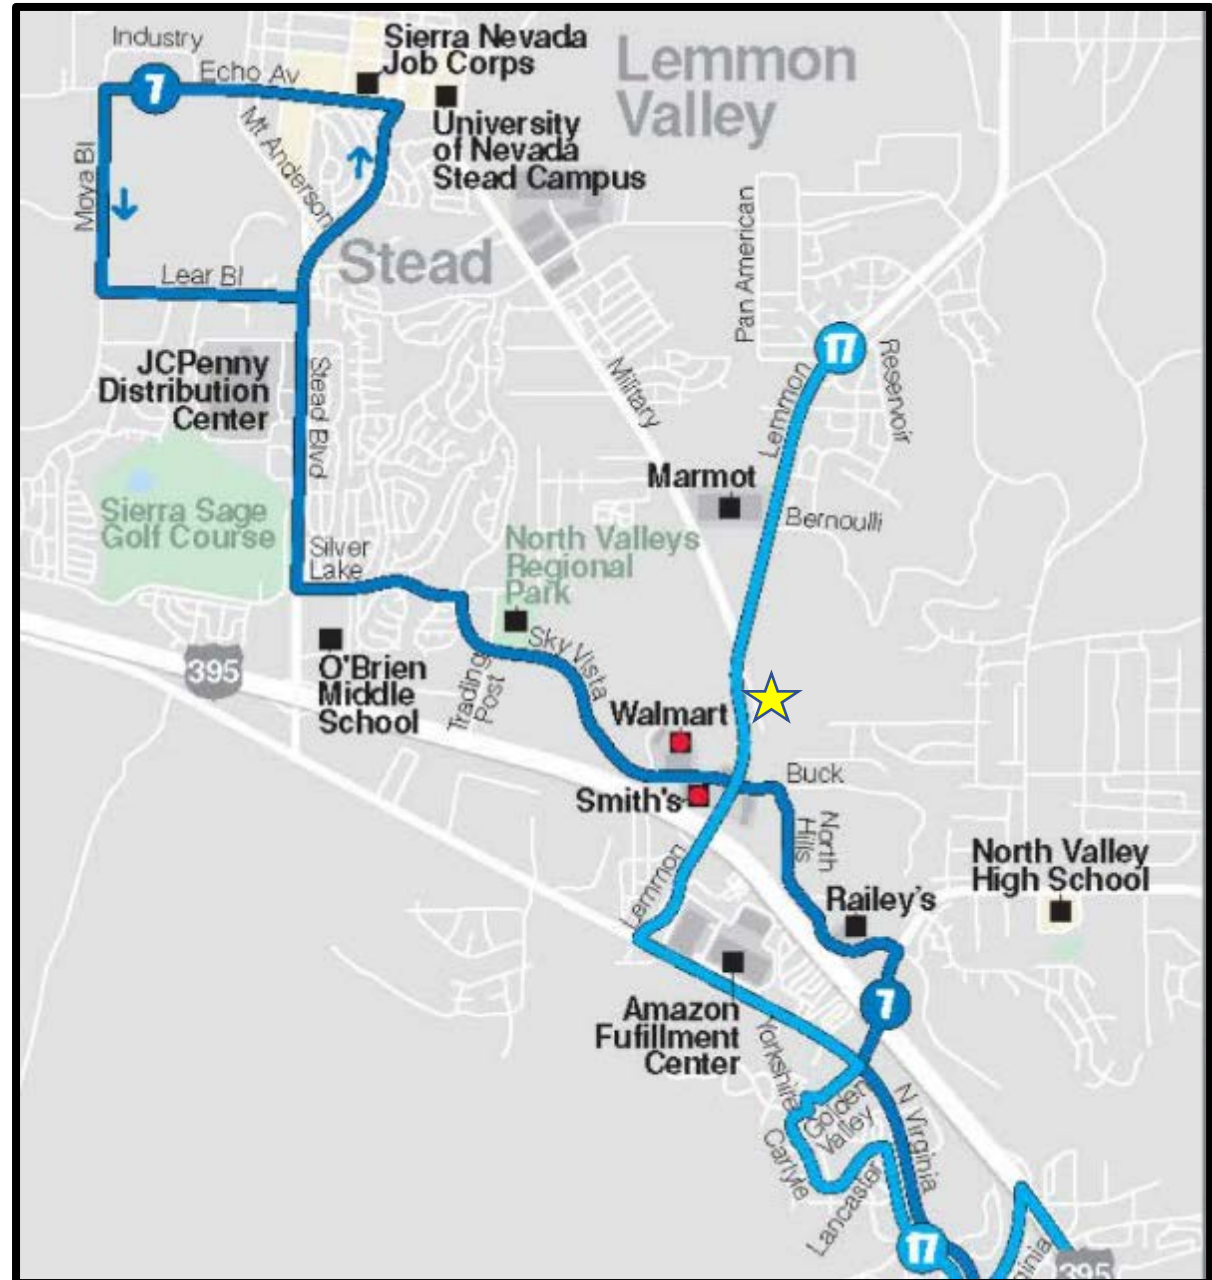 Industry
Echo Av
7
Sierra Nevada
Job Corps
Lemmon
Valley
University
of Nevada
Stead Campus
Mt Anderson
Moya Bl
Lear Bl
Stead
Pan American
17
Reservoir
Lemmon
Military
JCPenny
Distribution
Center
Stead Blvd
Marmot
Bernoulli
Sierra Sage
Golf Course
Silver
Lake
North Valleys
Regional
Park
Sky Vista
395
O'Brien
Middle
School
Trading
Post
Walmart
Smith's
Buck
North
Hills
Lemmon
Railey's
North Valley
High School
7
Amazon
Fufillment
Center
Yorkshire
Golden
Valley
N Virginia
Carlyle
Lancaster
17
inia
395